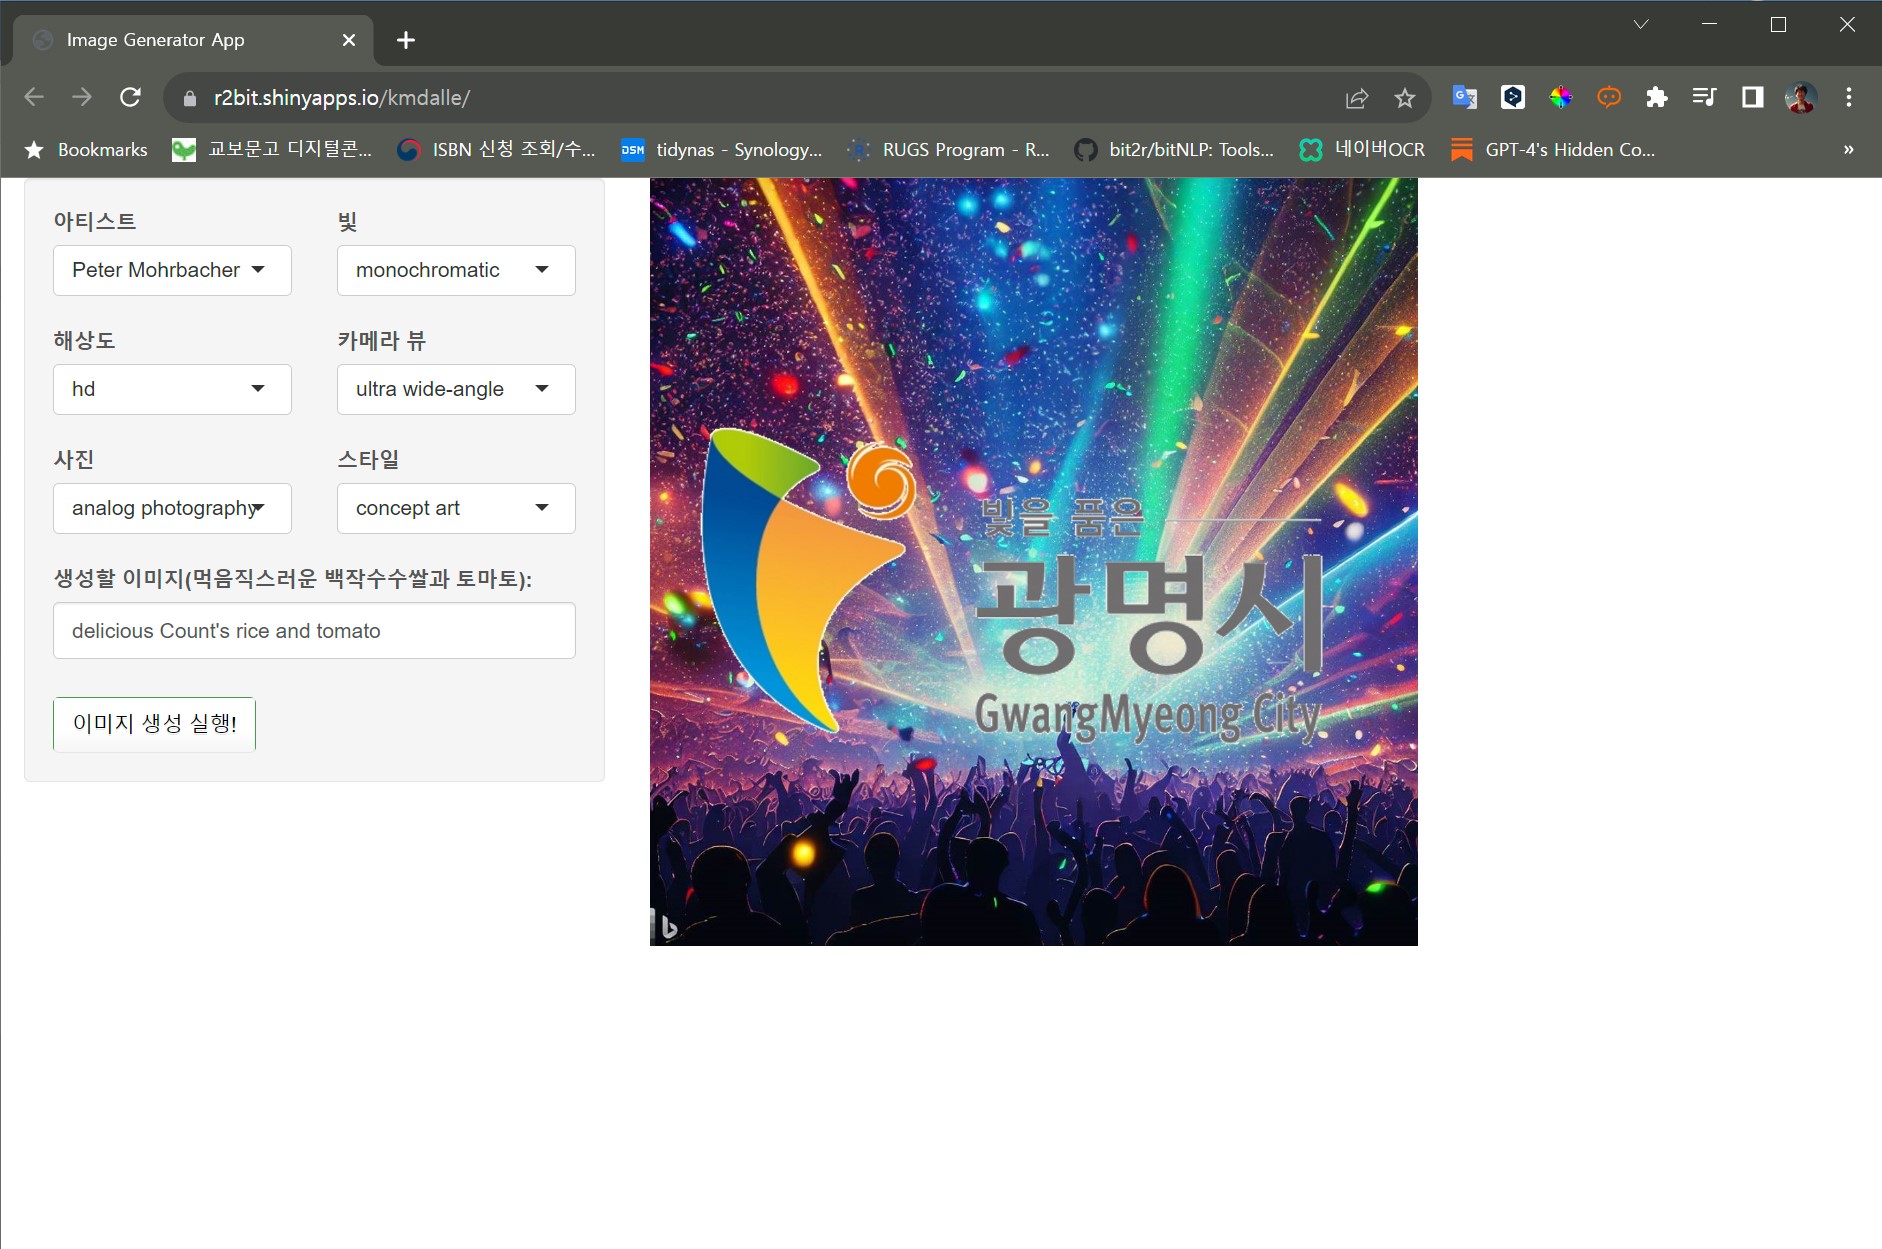 Image Generator App
r2bit.shinyapps.io/kmdalle/
Bookmarks 교보문고 디지털콘... ISBN 신청 조회/수... DSM tidynas - Synology... RUGS Program - R... bit2r/bitNLP: Tools... 네이버OCR GPT-4's Hidden Co... »
아티스트 빛
Peter Mohrbacher monochromatic
해상도 카메라 뷰
hd ultra wide-angle
사진 스타일
analog photography concept art
생성할 이미지(먹음직스러운 백작수수쌀과 토마토):
delicious Count's rice and tomato
이미지 생성 실행!
빛을 품은
광명시
GwangMyeong City
b